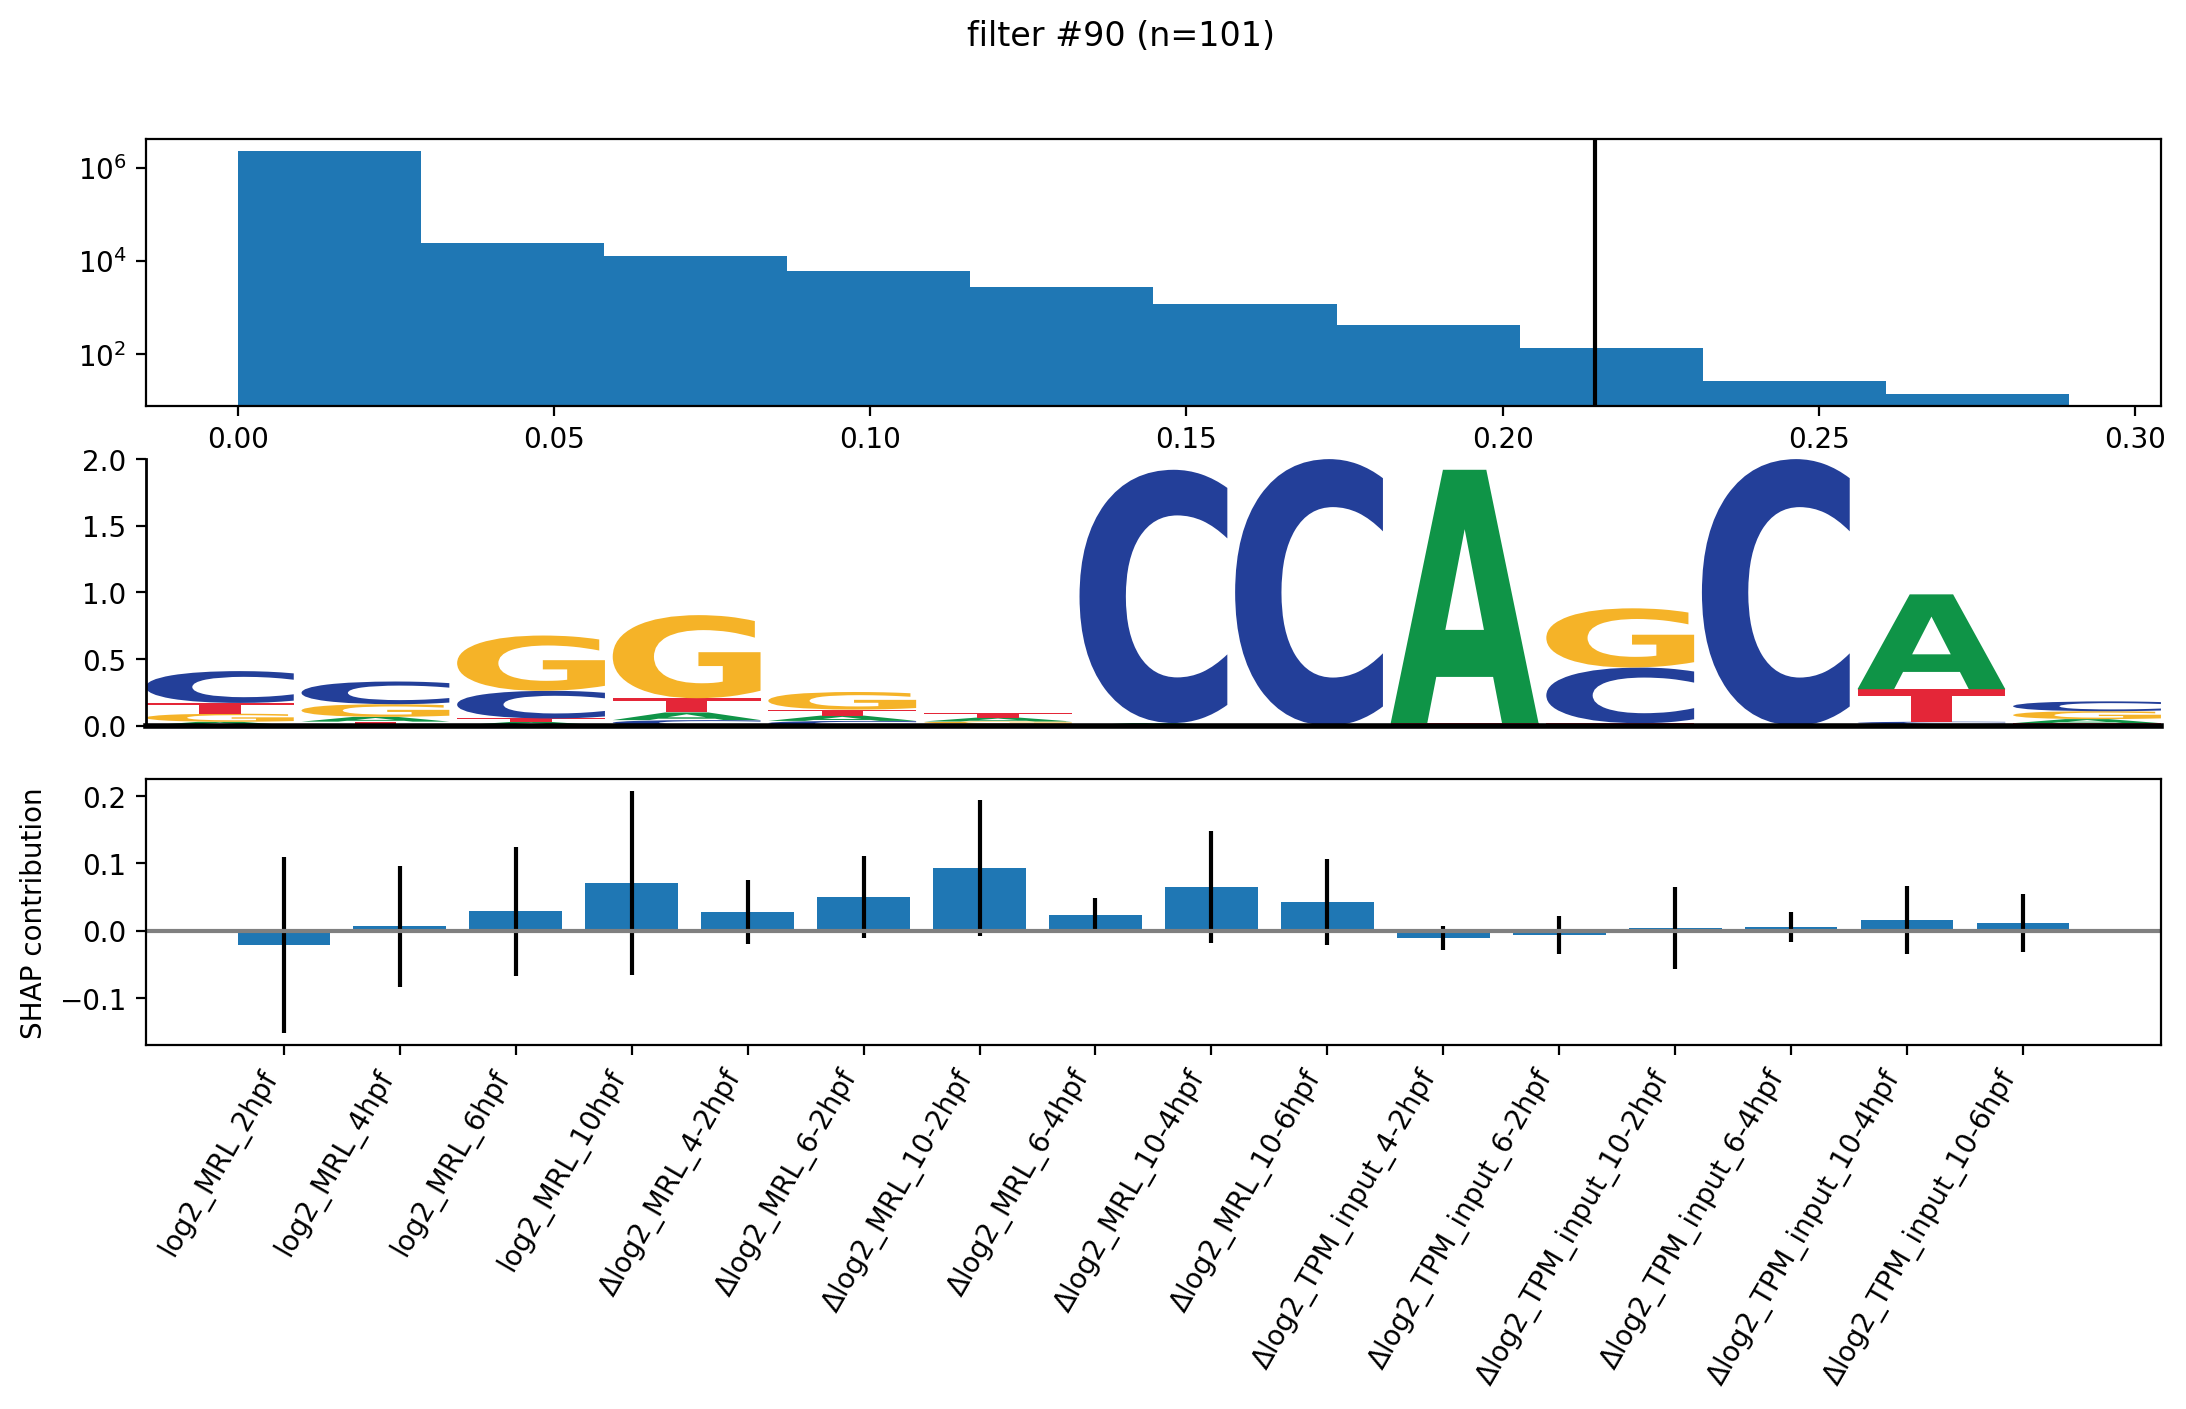 filter #90 (n=101)
10^6
10^4
10^2
0.00 0.05 0.10 0.15 0.20 0.25 0.30
2.0
1.5
1.0
0.5
0.0
C C G G G T C C A G C A C
T G C T T A C T G
G A T A A G A
A T A C C
SHAP contribution
0.2
0.1
0.0
−0.1
log2_MRL_2hpf
log2_MRL_4hpf
log2_MRL_6hpf
log2_MRL_10hpf
Δlog2_MRL_4-2hpf
Δlog2_MRL_6-2hpf
Δlog2_MRL_10-2hpf
Δlog2_MRL_6-4hpf
Δlog2_MRL_10-4hpf
Δlog2_MRL_10-6hpf
Δlog2_TPM_input_4-2hpf
Δlog2_TPM_input_6-2hpf
Δlog2_TPM_input_10-2hpf
Δlog2_TPM_input_6-4hpf
Δlog2_TPM_input_10-4hpf
Δlog2_TPM_input_10-6hpf